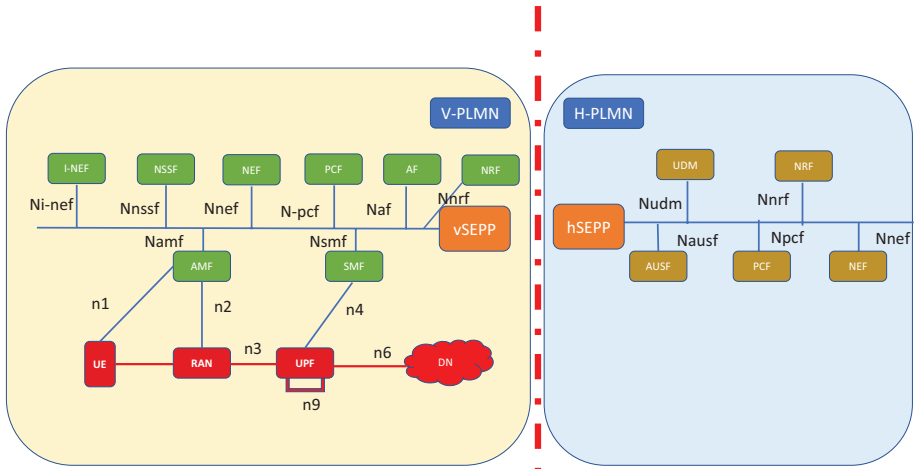 V-PLMN
H-PLMN
I-NEF
NSSF
NEF
PCF
AF
NRF
UDM
NRF
Ni-nef
Nnssf
Nnef
N-pcf
Naf
Nnrf
Nudm
Nnrf
vSEPP
hSEPP
Namf
Nsmf
Nausf
Npcf
Nnef
AMF
SMF
AUSF
PCF
NEF
n1
n2
n4
n3
n6
UE
RAN
UPF
DN
n9